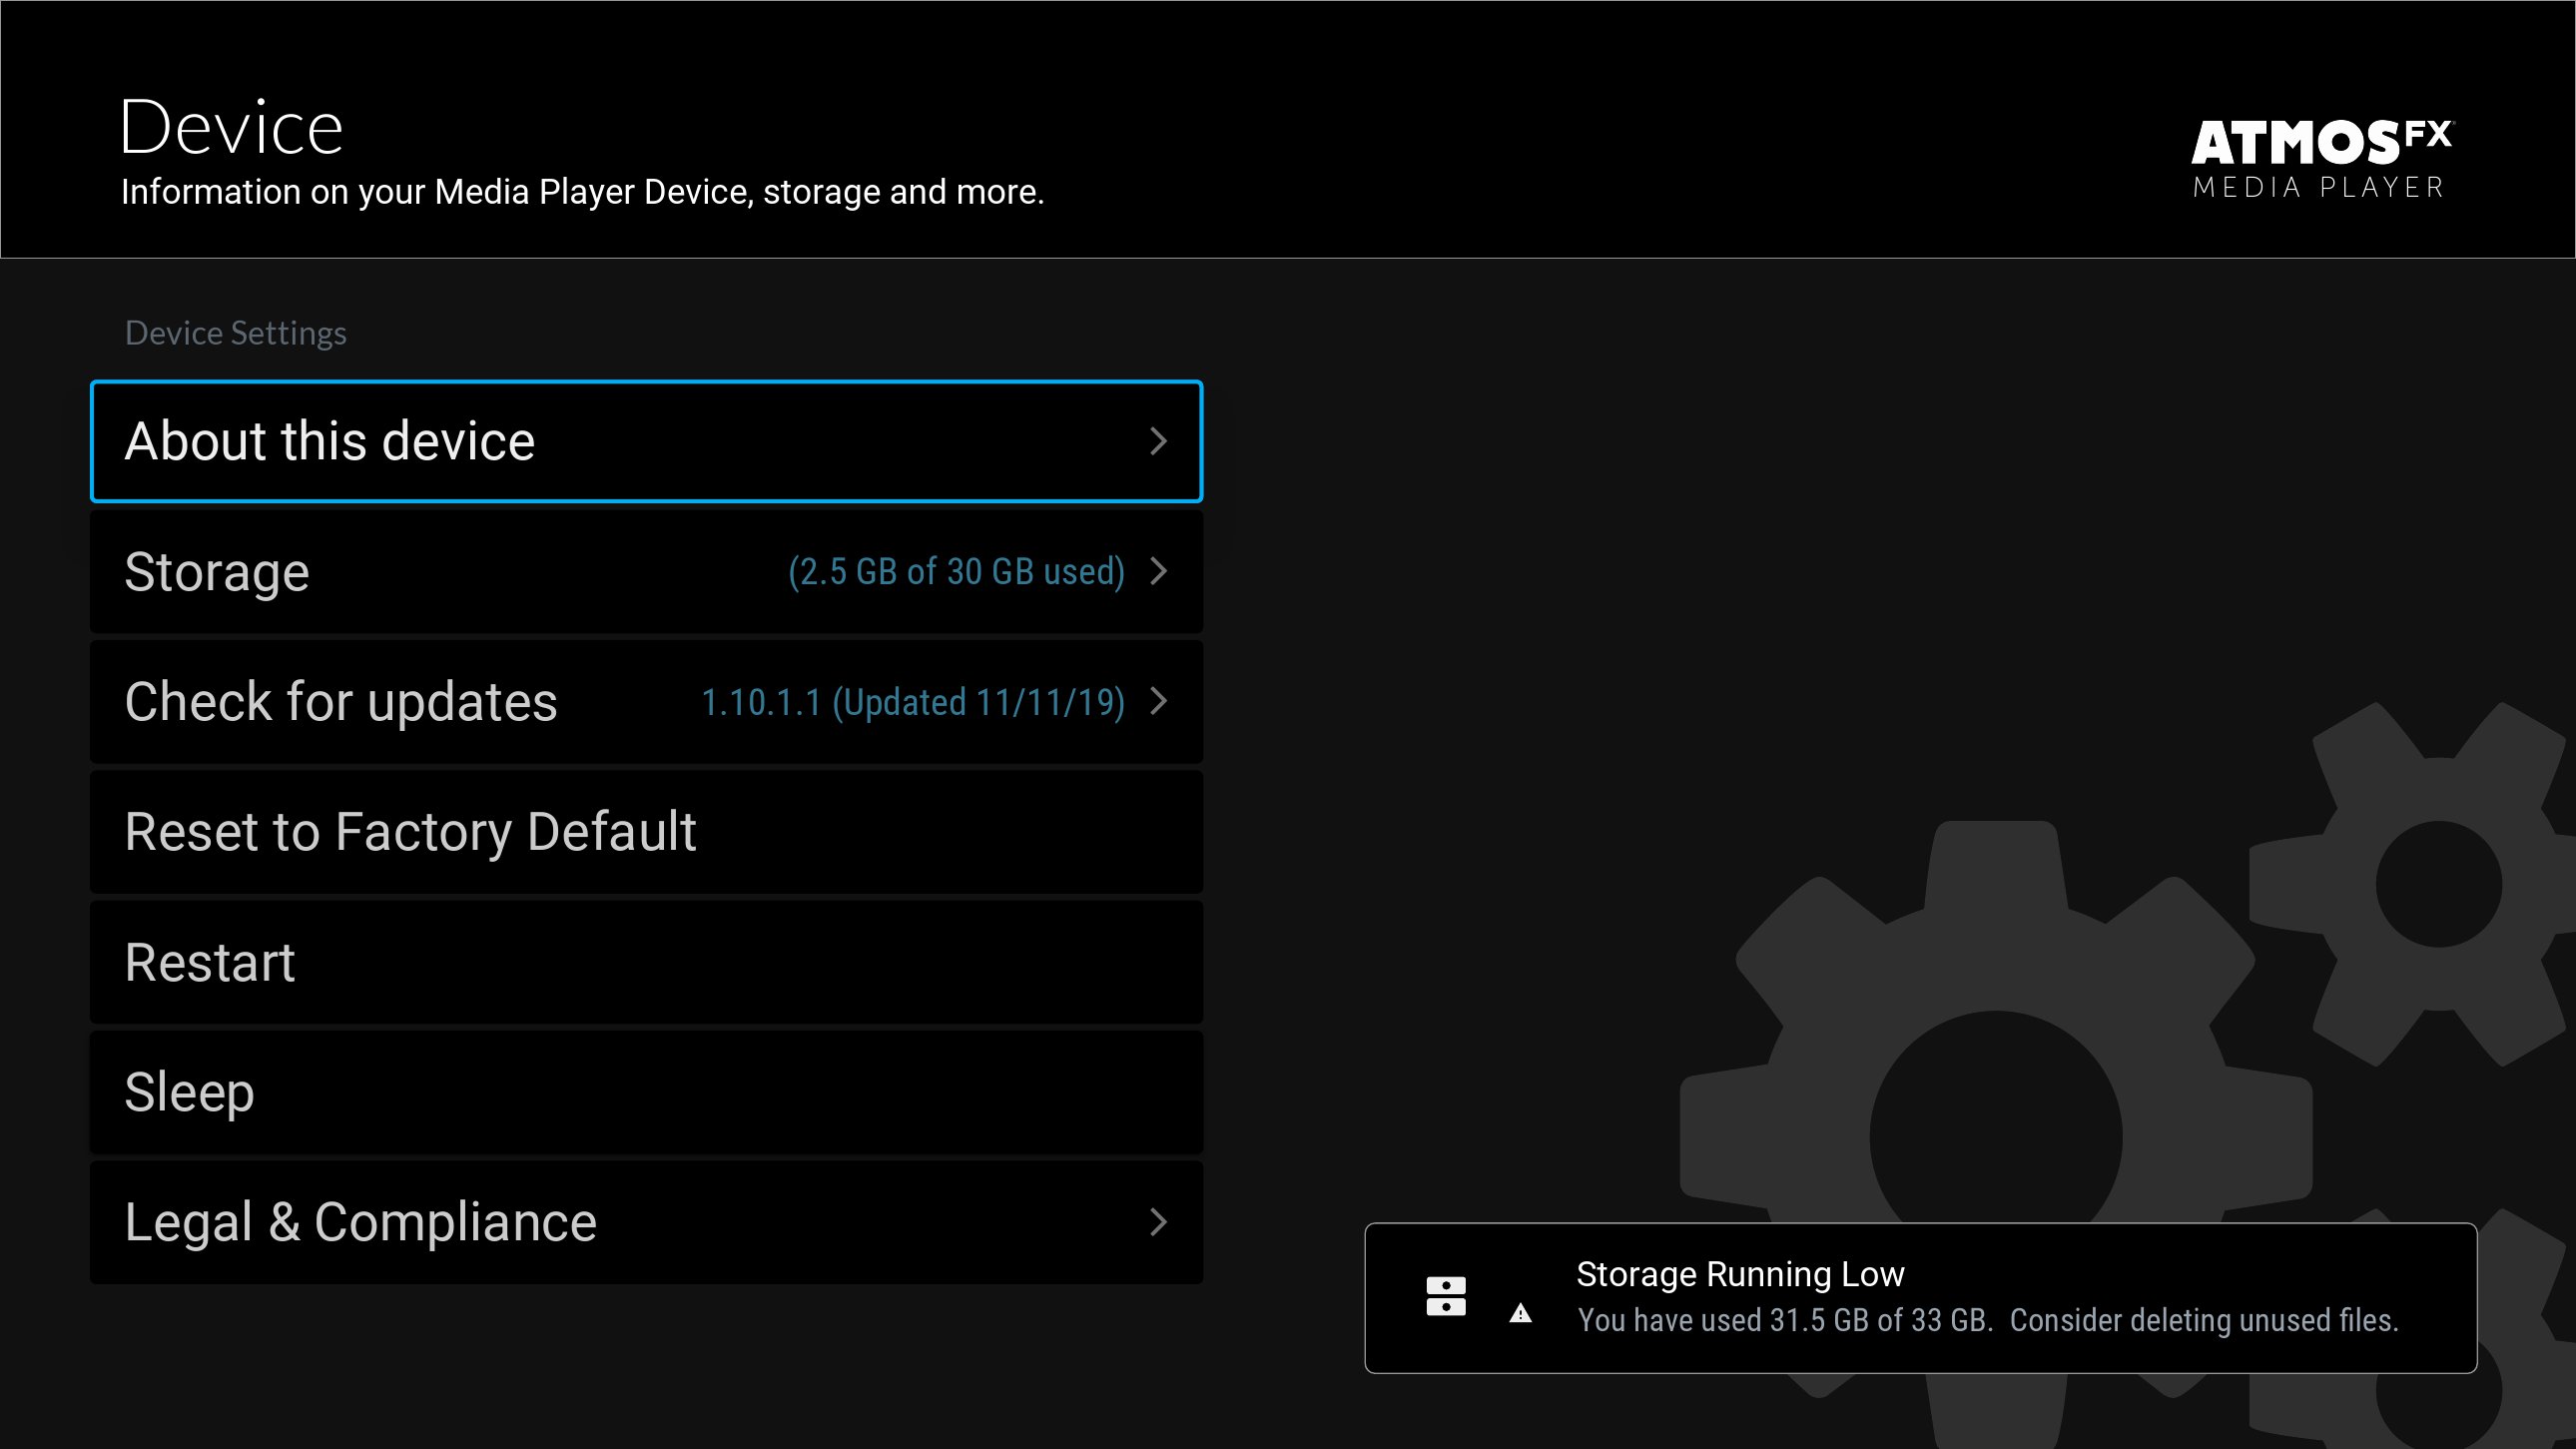 Device
Information on your Media Player Device, storage and more.
ATMOSFX
MEDIA PLAYER
Device Settings
About this device
Storage (2.5 GB of 30 GB used)
Check for updates 1.10.1.1 (Updated 11/11/19)
Reset to Factory Default
Restart
Sleep
Legal & Compliance
Storage Running Low
You have used 31.5 GB of 33 GB.  Consider deleting unused files.